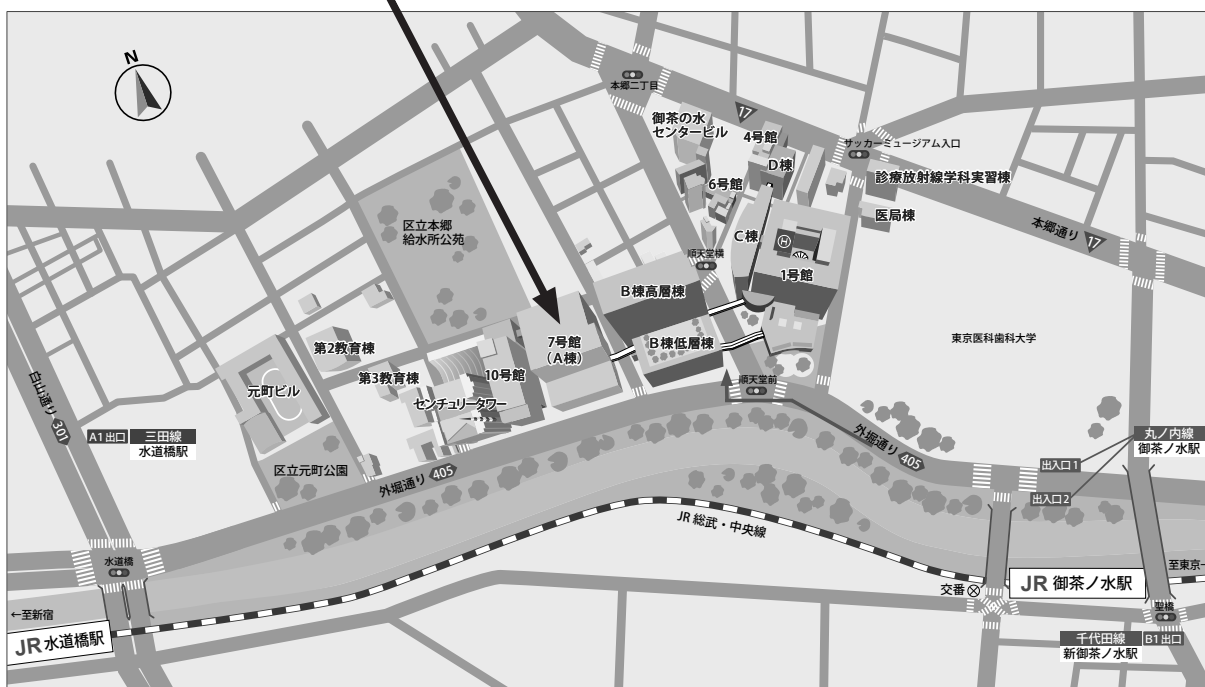 N
本郷二丁目
17
御茶の水
センタービル
4号館
サッカーミュージアム入口
D棟
診療放射線学科実習棟
6号館
医局棟
区立本郷
給水所公苑
C棟
本郷通り 17
順天堂横
H
1号館
B棟高層棟
7号館
(A棟)
B棟低層棟
東京医科歯科大学
第2教育棟
第3教育棟
10号館
元町ビル
センチュリータワー
順天堂前
白山通り 301
A1出口
三田線
水道橋駅
区立元町公園
外堀通り 405
外堀通り 405
丸ノ内線
御茶ノ水駅
出入口1
出入口2
JR 総武・中央線
水道橋
至東京→
JR 御茶ノ水駅
交番
←至新宿
聖橋
JR 水道橋駅
千代田線
新御茶ノ水駅
B1出口